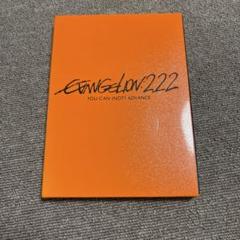 EVANGELION:2.22
YOU CAN (NOT) ADVANCE.